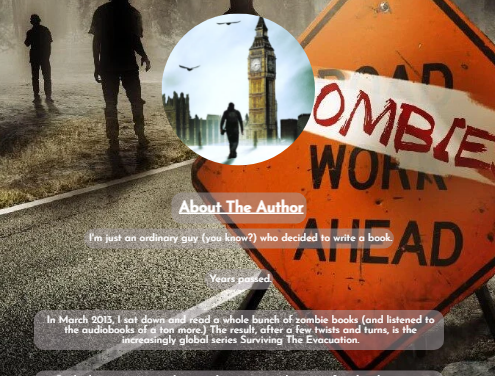 ROAD
ZOMBIE
WORK
AHEAD
About The Author
I'm just an ordinary guy (you know?) who decided to write a book.
Years passed.
In March 2013, I sat down and read a whole bunch of zombie books (and listened to
the audiobooks of a ton more.) The result, after a few twists and turns, is the
increasingly global series Surviving The Evacuation.